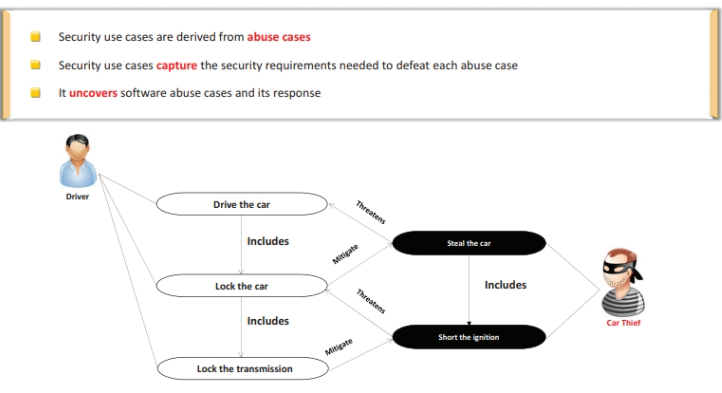 Security use cases are derived from abuse cases
Security use cases capture the security requirements needed to defeat each abuse case
It uncovers software abuse cases and its response
Driver
Drive the car
Threatens
Includes
Steal the car
Mitigate
Lock the car
Includes
Threatens
Includes
Car Thief
Short the ignition
Mitigate
Lock the transmission